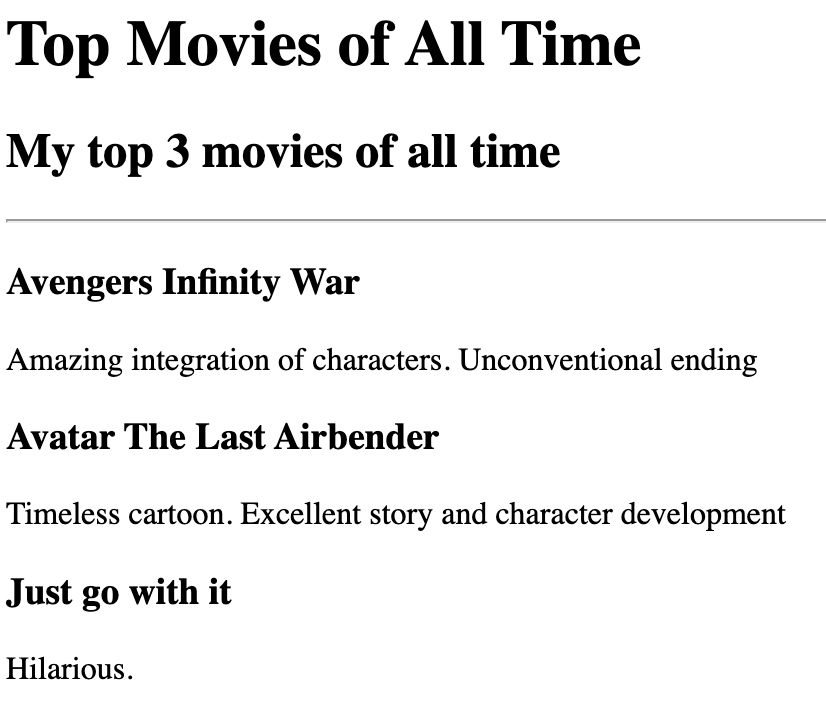 Top Movies of All Time
My top 3 movies of all time
Avengers Infinity War
Amazing integration of characters. Unconventional ending
Avatar The Last Airbender
Timeless cartoon. Excellent story and character development
Just go with it
Hilarious.